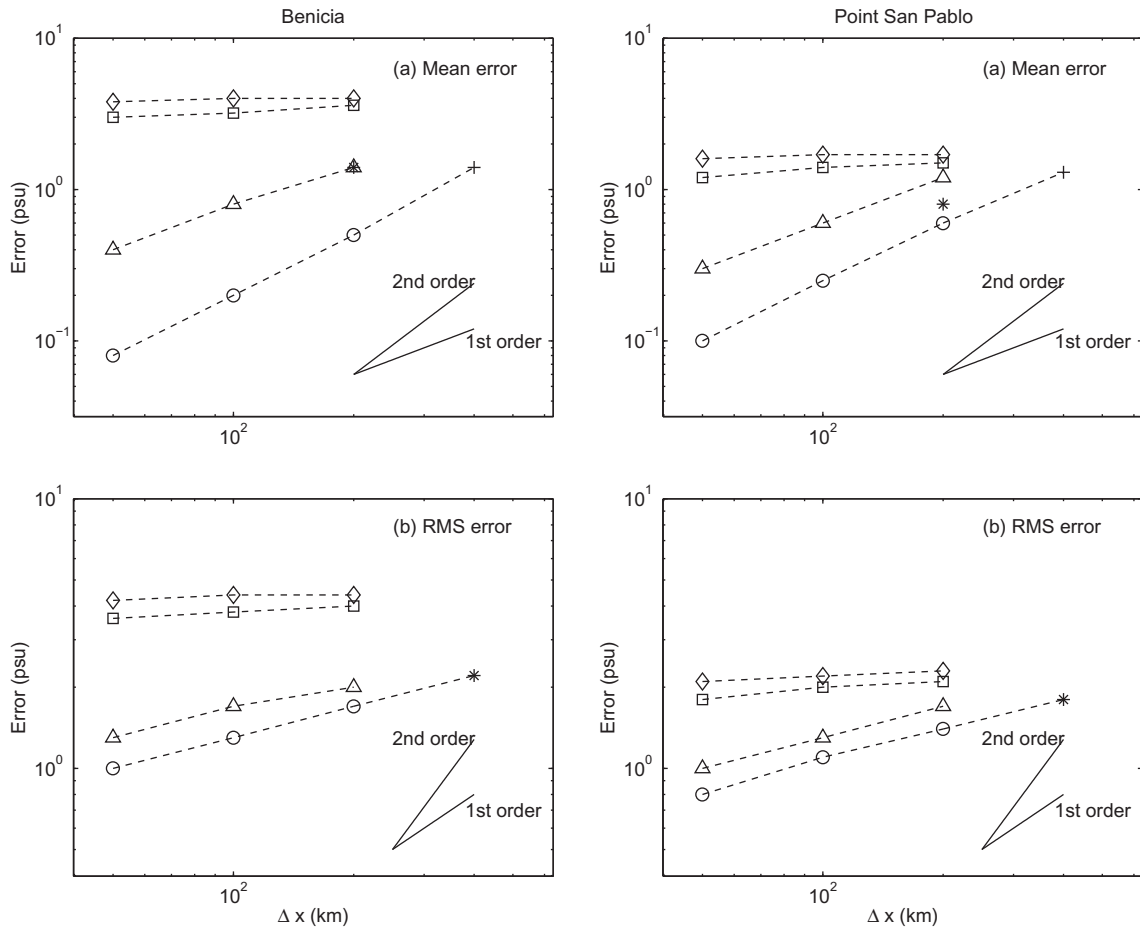 Benicia
Point San Pablo
10^1
(a) Mean error
10^0
Error (psu)
2nd order
1st order
10^−1
10^2
10^1
(a) Mean error
10^0
Error (psu)
2nd order
1st order
10^−1
10^2
10^1
(b) RMS error
Error (psu)
2nd order
10^0
1st order
10^2
Δ x (km)
10^1
(b) RMS error
Error (psu)
2nd order
10^0
1st order
10^2
Δ x (km)